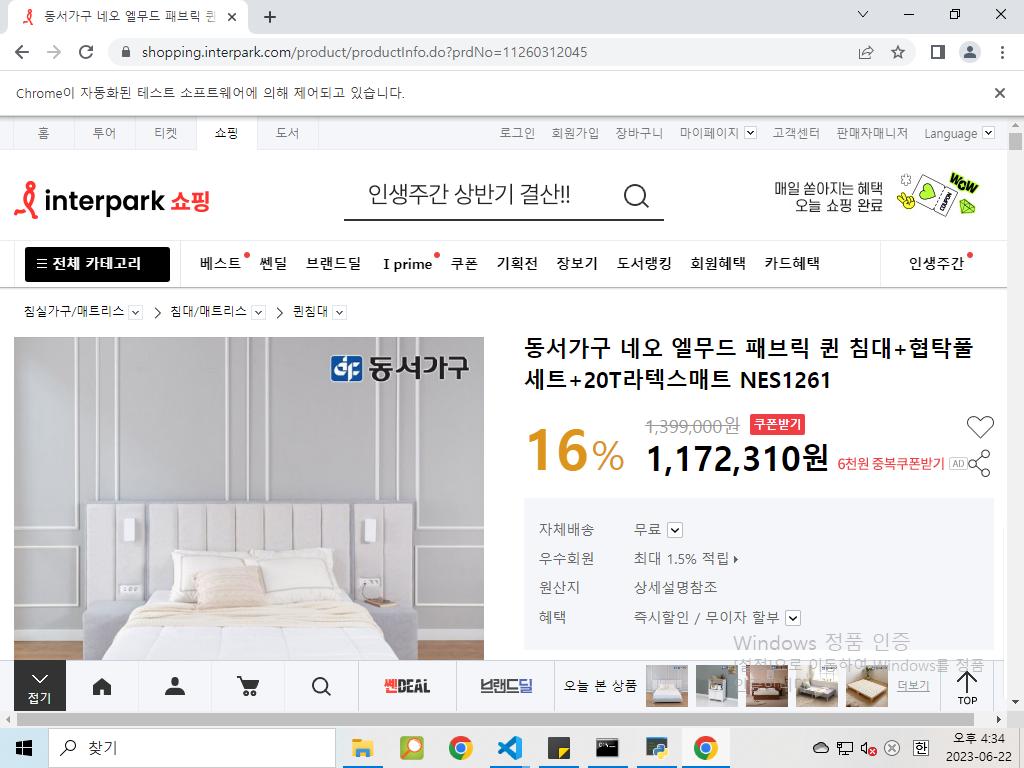 동서가구 네오 엘무드 패브릭 퀸
shopping.interpark.com/product/productInfo.do?prdNo=11260312045
Chrome이 자동화된 테스트 소프트웨어에 의해 제어되고 있습니다.
홈 투어 티켓 쇼핑 도서 로그인 회원가입 장바구니 마이페이지 고객센터 판매자매니저 Language
interpark 쇼핑
인생주간 상반기 결산!!
매일 쏟아지는 혜택
오늘 쇼핑 완료
WOW
COUPON
전체 카테고리 베스트 쎈딜 브랜드딜 I prime 쿠폰 기획전 장보기 도서랭킹 회원혜택 카드혜택 인생주간
침실가구/매트리스 침대/매트리스 퀸침대
동서가구
동서가구 네오 엘무드 패브릭 퀸 침대+협탁풀
세트+20T라텍스매트 NES1261
16% 1,399,000원 쿠폰받기
1,172,310원 6천원 중복쿠폰받기 AD
자체배송 무료
우수회원 최대 1.5% 적립
원산지 상세설명참조
혜택 즉시할인 / 무이자 할부
Windows 정품 인증
[설정]으로 이동하여 Windows를 정품
접기 쎈DEAL 브랜드딜 오늘 본 상품 더보기 TOP
찾기
한
오후 4:34
2023-06-22